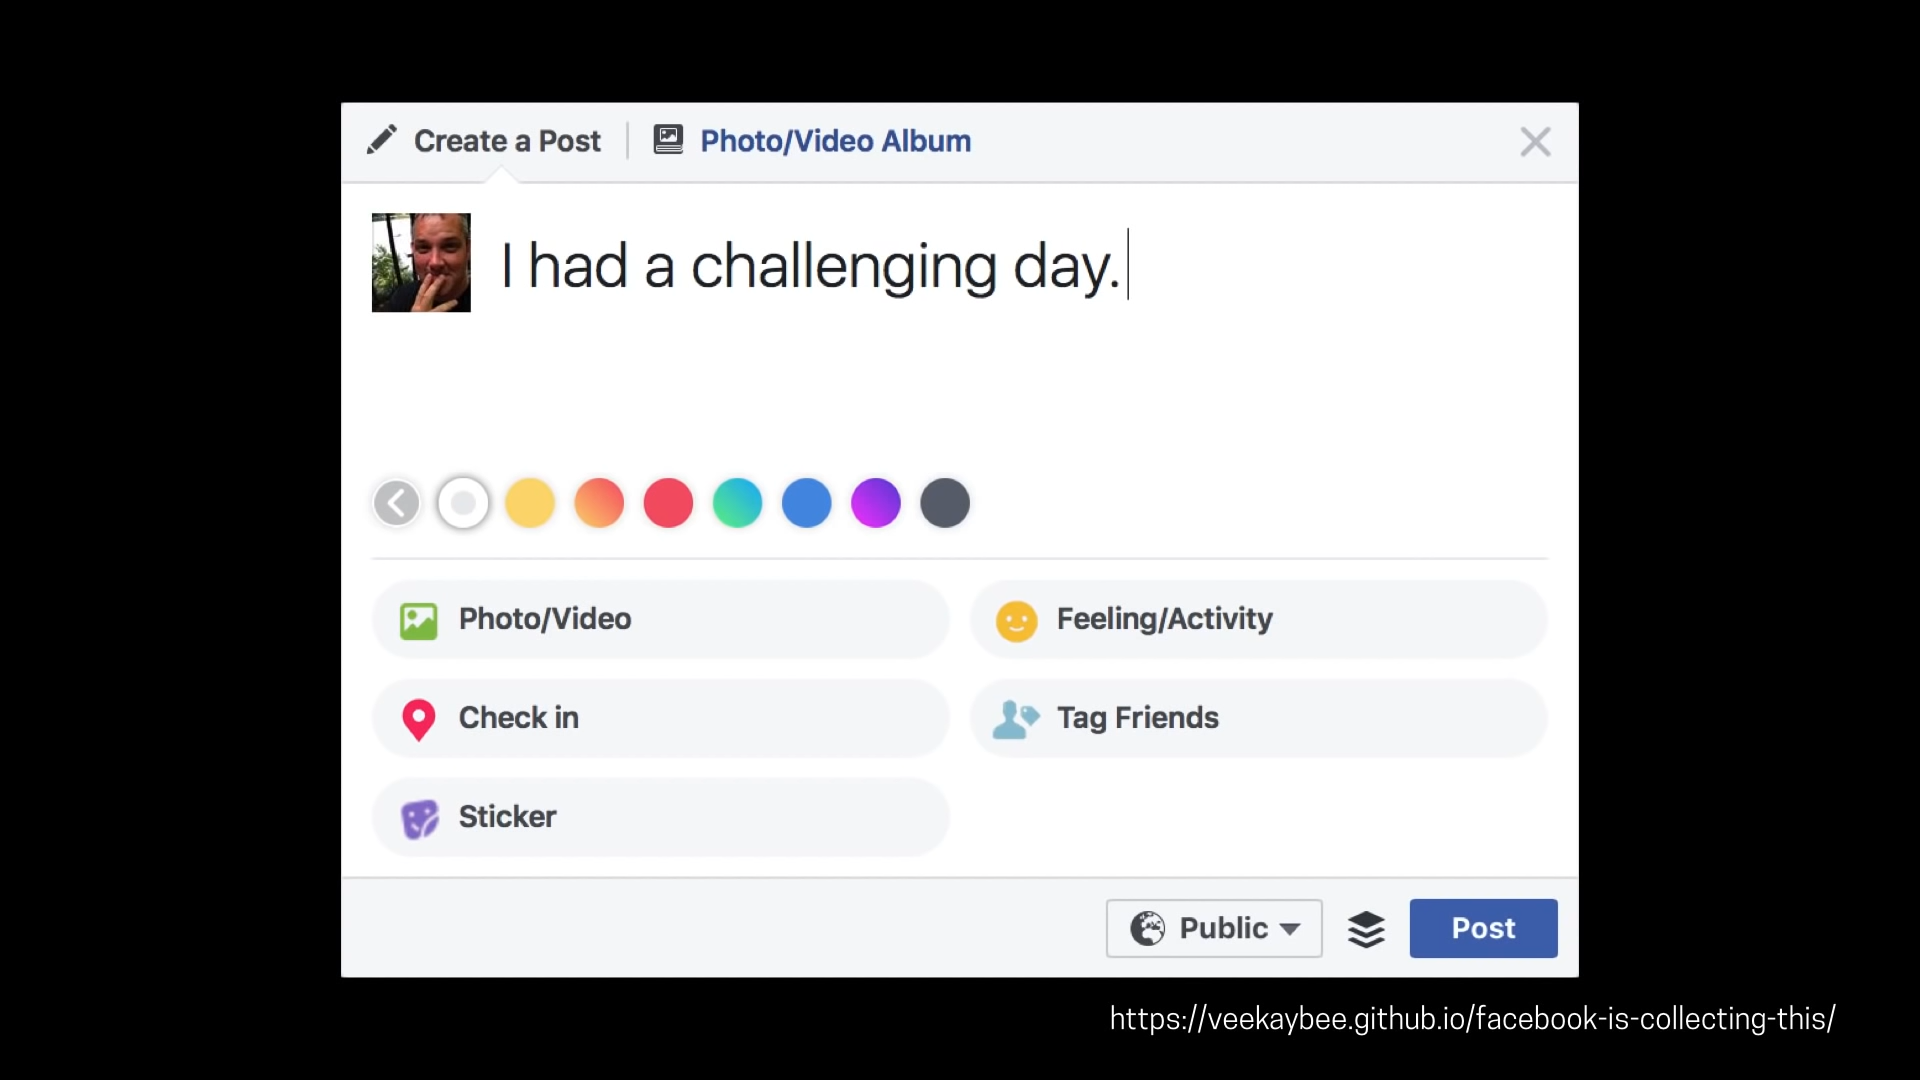 Create a Post
Photo/Video Album
I had a challenging day.
Photo/Video
Feeling/Activity
Check in
Tag Friends
Sticker
Public
Post
https://veekaybee.github.io/facebook-is-collecting-this/